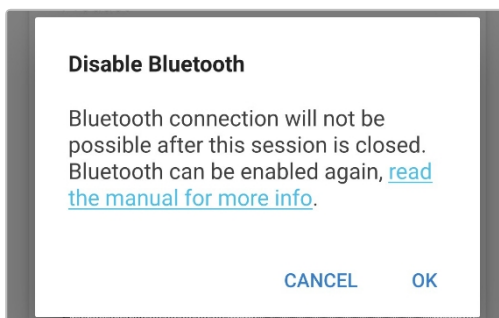 Disable Bluetooth
Bluetooth connection will not be
possible after this session is closed.
Bluetooth can be enabled again, read
the manual for more info.
CANCEL OK